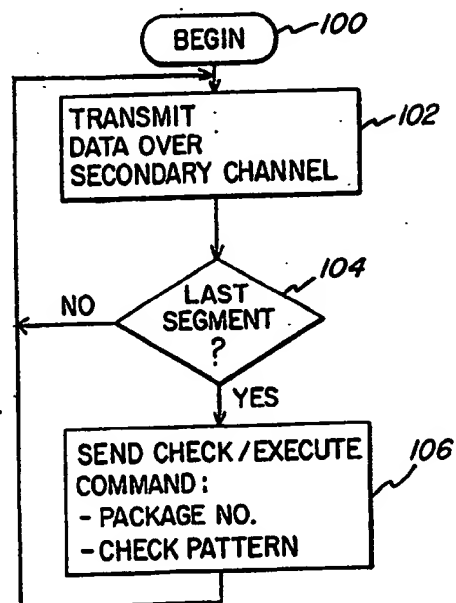 BEGIN
100
TRANSMIT
DATA OVER
SECONDARY CHANNEL
102
104
LAST
SEGMENT
?
NO
YES
SEND CHECK/EXECUTE
COMMAND:
- PACKAGE NO.
- CHECK PATTERN
106